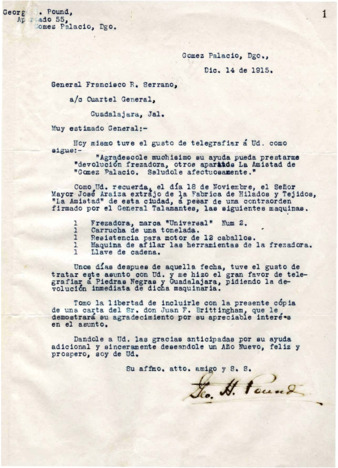 George H. Pound,
Apartado 55,
Gomez Palacio, Dgo.
1
Gomez Palacio, Dgo.,
Dic. 14 de 1915.
General Francisco R. Serrano,
a/c Cuartel General,
Guadalajara, Jal.
Muy estimado General:-
Hoy mismo tuve el gusto de telegrafiar á Ud. como
sigue:-
"Agradescole muchisimo su ayuda pueda prestarme
"devolución frezadora, otros aparatos La Amistad de
"Gomez Palacio. Saludole afectuosamente."
Como Ud. recuerda, el dia 18 de Noviembre, el Señor
Mayor José Araiza extrajo de la Fabrica de Hilados y Tejidos,
"La Amistad" de esta ciudad, á pesar de una contraorden
firmado por el General Talamantes, las siguientes maquinas.
1 Frezadora, marca "Universal" Num 2.
1 Carrucha de una tonelada.
1 Resistencia para motor de 12 caballos.
1 Maquina de afilar las herramientas de la frezadora.
1 Llave de cadena.
Unos dias despues de aquella fecha, tuve el gusto de
tratar este asunto con Ud. y se hizo el gran favor de tele-
grafiar á Piedras Negras y Guadalajara, pidiendo la de-
volución inmediata de dicha maquinaria.
Tomo la libertad de incluirle con la presente cópia
de una carta del Sr. don Juan F. Brittingham, que le
demostrará su agradecimiento por su apreciable interés
en el asunto.
Dandole a Ud. las gracias anticipadas por su ayuda
adicional y sinceramente deseandole un Año Nuevo, feliz y
prospero, soy de Ud.
Su affmo. atto. amigo y S. S.
Geo. H. Pound